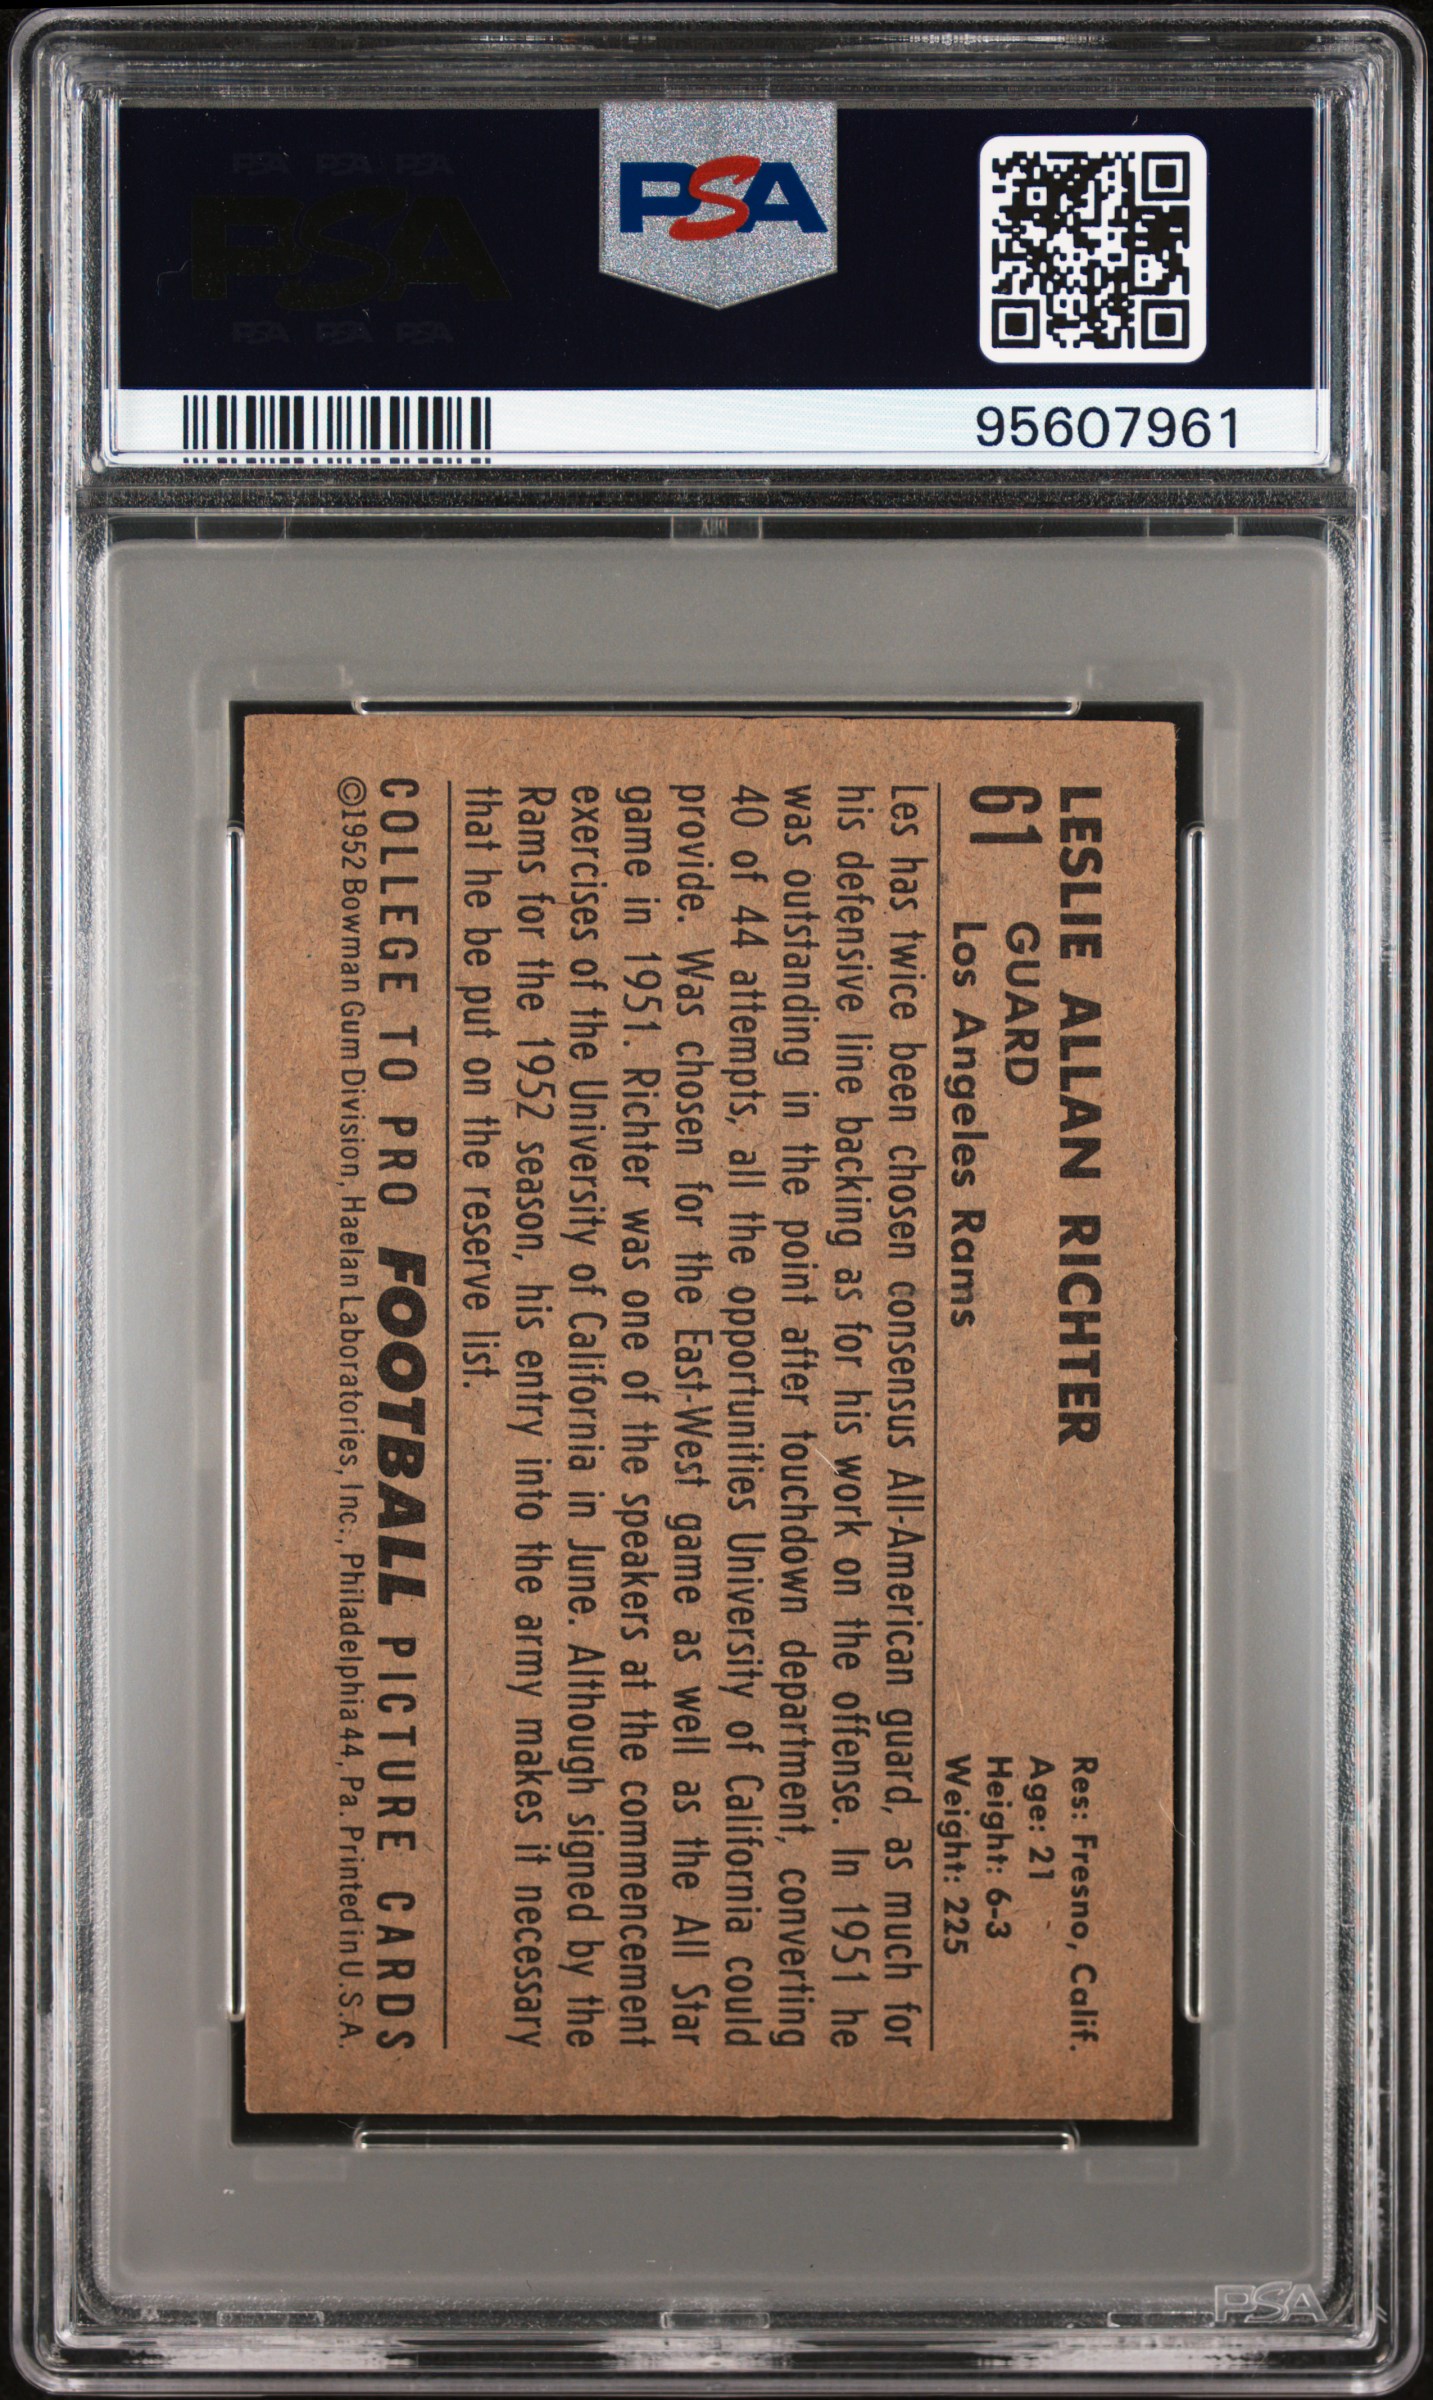 PSA PSA PSA
PSA
PSA PSA PSA
PSA
95607961
LESLIE ALLAN RICHTER
61 GUARD
Los Angeles Rams
Res: Fresno, Calif.
Age: 21
Height: 6-3
Weight: 225
Les has twice been chosen consensus All-American guard, as much for
his defensive line backing as for his work on the offense. In 1951 he
was outstanding in the point after touchdown department, converting
40 of 44 attempts, all the opportunities University of California could
provide. Was chosen for the East-West game as well as the All Star
game in 1951. Richter was one of the speakers at the commencement
exercises of the University of California in June. Although signed by the
Rams for the 1952 season, his entry into the army makes it necessary
that he be put on the reserve list.
COLLEGE TO PRO FOOTBALL PICTURE CARDS
©1952 Bowman Gum Division, Haelan Laboratories, Inc., Philadelphia 44, Pa. Printed in U.S.A.
PSA